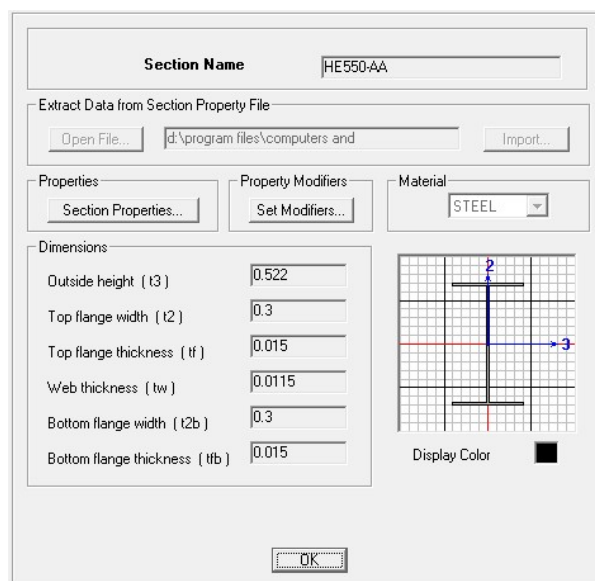 Section Name HE550-AA
Extract Data from Section Property File
Open File... d:\program files\computers and Import...
Properties Property Modifiers Material
Section Properties... Set Modifiers... STEEL
Dimensions
Outside height ( t3 ) 0.522
Top flange width ( t2 ) 0.3
Top flange thickness ( tf ) 0.015
Web thickness ( tw ) 0.0115
Bottom flange width ( t2b ) 0.3
Bottom flange thickness ( tfb ) 0.015
2
3
Display Color
OK